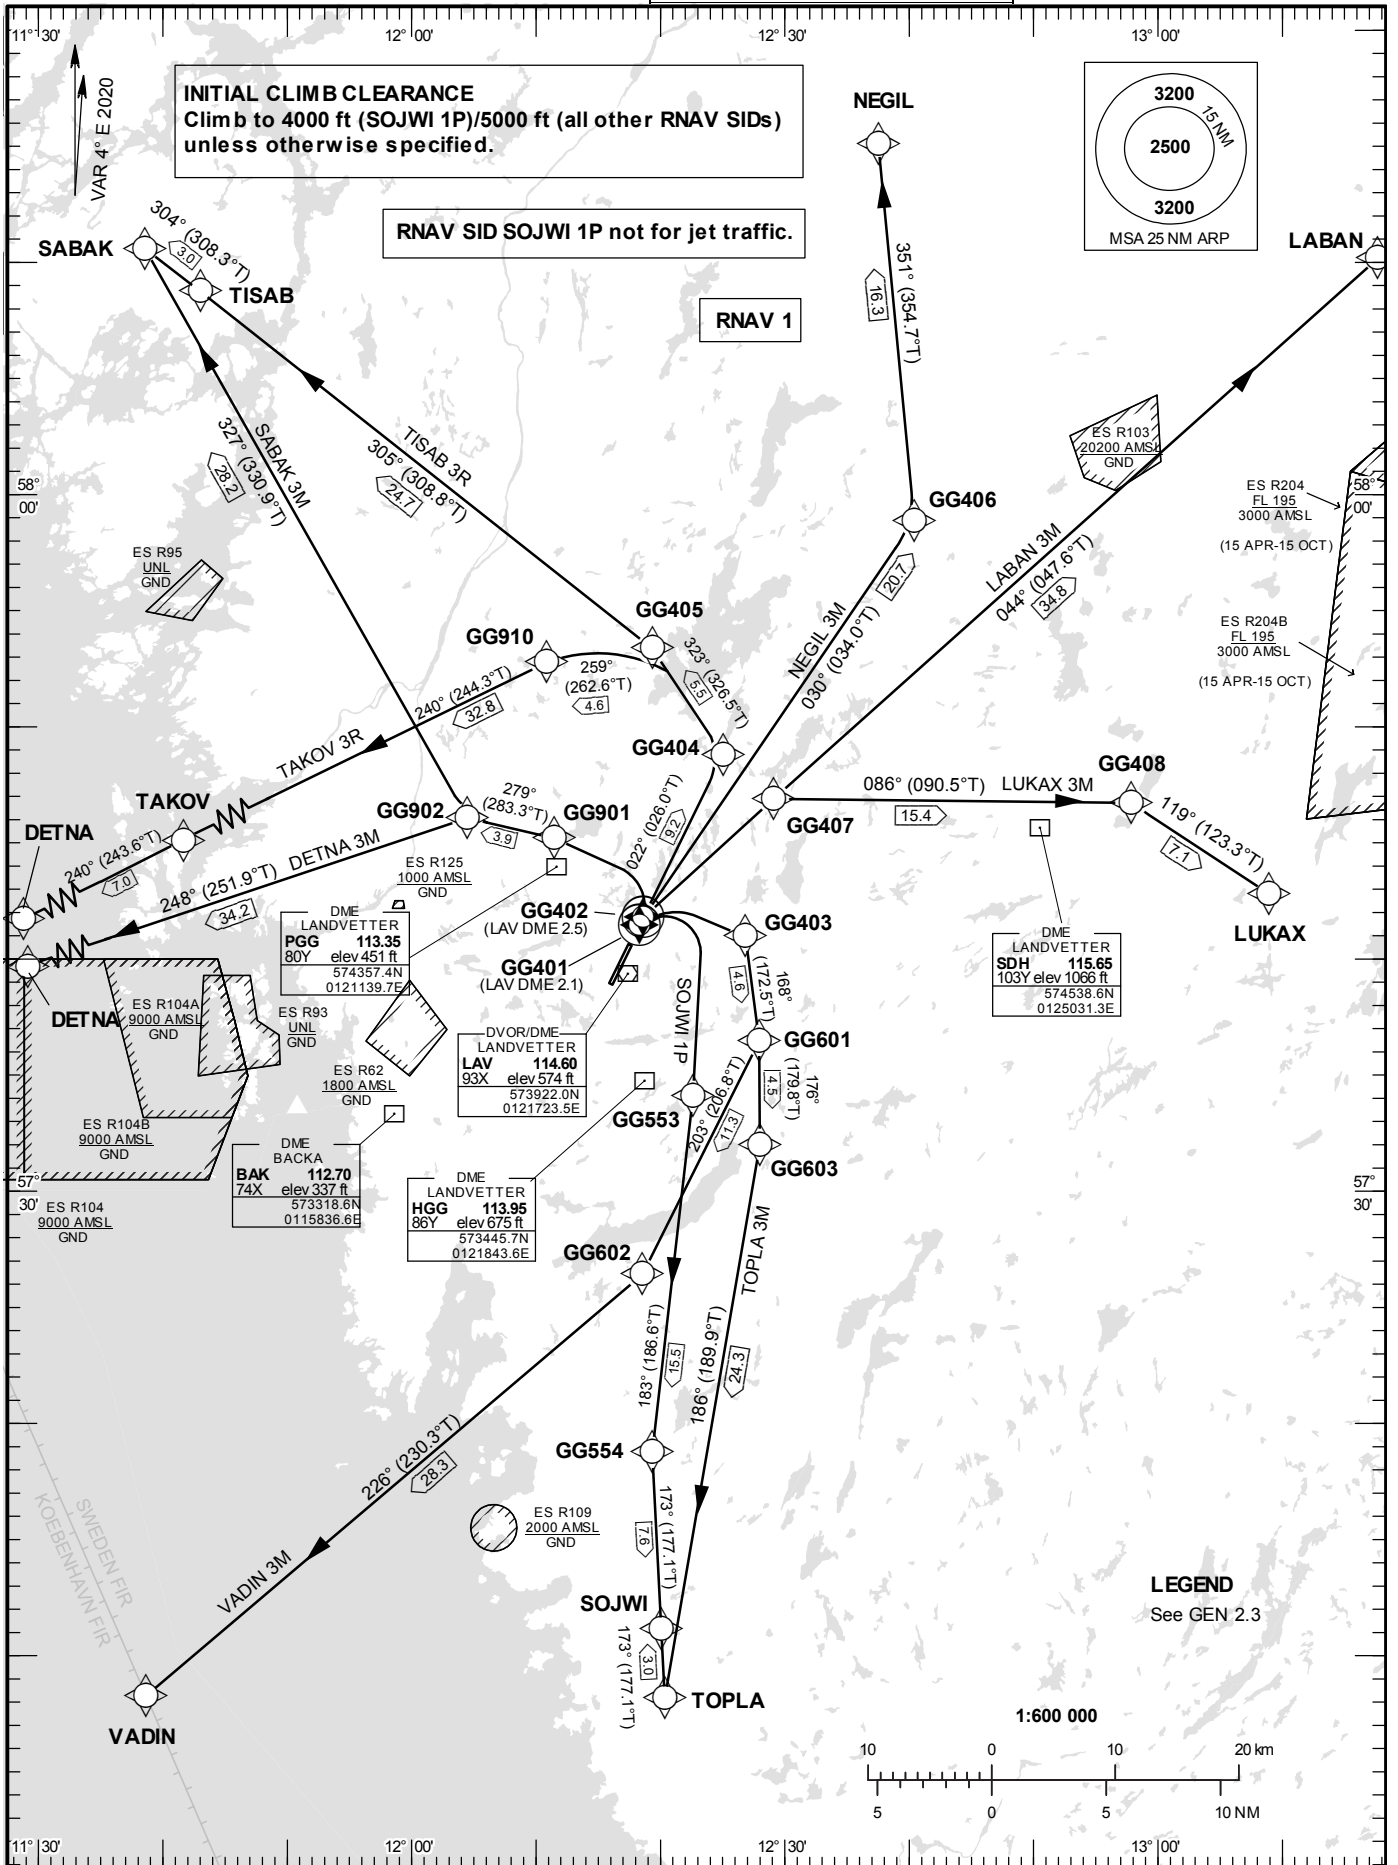 11°30'
12°00'
12°30'
13°00'
VAR 4° E 2020
INITIAL CLIMB CLEARANCE
Climb to 4000 ft (SOJWI 1P)/5000 ft (all other RNAV SIDs)
unless otherwise specified.
RNAV SID SOJWI 1P not for jet traffic.
RNAV 1
NEGIL
3200
15 NM
2500
3200
MSA 25 NM ARP
LABAN
SABAK
304° (308.3°T)
3.0
TISAB
351° (354.7°T)
16.3
SABAK 3M
327° (330.9°T)
28.2
TISAB 3R
305° (308.8°T)
24.7
ES R103
20200 AMSL
GND
58°
00'
58°
00'
ES R204
FL 195
3000 AMSL
(15 APR-15 OCT)
GG406
ES R95
UNL
GND
LABAN 3M
044° (047.6°T)
34.8
NEGIL 3M
030° (034.0°T)
20.7
ES R204B
FL 195
3000 AMSL
(15 APR-15 OCT)
GG405
GG910
259°
(262.6°T)
4.6
323° (326.5°T)
5.5
240° (244.3°T)
32.8
TAKOV 3R
GG404
022° (026.0°T)
9.2
GG408
086° (090.5°T)
LUKAX 3M
15.4
GG407
119° (123.3°T)
7.1
LUKAX
TAKOV
DETNA
240° (243.6°T)
7.0
279°
(283.3°T)
3.9
GG902
GG901
DETNA 3M
248° (251.9°T)
34.2
ES R125
1000 AMSL
GND
GG402
(LAV DME 2.5)
GG401
(LAV DME 2.1)
GG403
168°
(172.5°T)
4.6
DME
LANDVETTER
PGG 113.35
80Y elev 451 ft
574357.4N
0121139.7E
DME
LANDVETTER
SDH 115.65
103Y elev 1066 ft
574538.6N
0125031.3E
DETNA
ES R104A
9000 AMSL
GND
ES R93
UNL
GND
SOJWI 1P
GG601
DVOR/DME
LANDVETTER
LAV 114.60
93X elev 574 ft
573922.0N
0121723.5E
ES R62
1800 AMSL
GND
176°
(179.8°T)
4.5
203° (206.8°T)
11.3
GG553
GG603
ES R104B
9000 AMSL
GND
DME
BACKA
BAK 112.70
74X elev 337 ft
573318.6N
0115836.6E
DME
LANDVETTER
HGG 113.95
86Y elev 675 ft
573445.7N
0121843.6E
57°
30'
57°
30'
ES R104
9000 AMSL
GND
GG602
TOPLA 3M
186° (189.9°T)
24.3
183° (186.6°T)
15.5
226° (230.3°T)
28.3
GG554
ES R109
2000 AMSL
GND
173° (177.1°T)
7.6
SWEDEN FIR
KOEBENHAVN FIR
VADIN 3M
SOJWI
173° (177.1°T)
3.0
TOPLA
VADIN
LEGEND
See GEN 2.3
1:600 000
10 0 10 20 km
5 0 5 10 NM
11°30'
12°00'
12°30'
13°00'